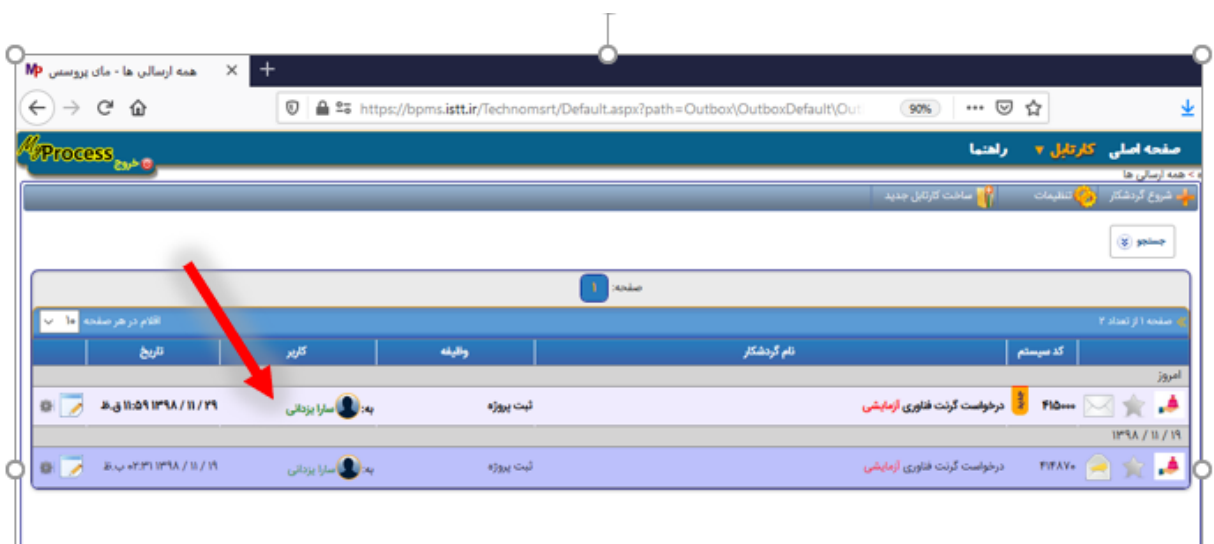 همه ارسالی ها - مای پروسس
https://bpms.istt.ir/Technomsrt/Default.aspx?path=Outbox\OutboxDefault\Out
90%
صفحه اصلی کارتابل راهنما
MyProcess خروج
> همه ارسالی ها
شروع گردشکار تنظیمات ساخت کارتابل جدید
جستجو
صفحه: ۱
صفحه ۱ از تعداد ۲ اقلام در هر صفحه ۱۰
کد سیستم نام گردشکار وظیفه کاربر تاریخ
امروز
۴۱۵۰۰۰ جدید درخواست گرنت فناوری آزمایشی ثبت پروژه به: سارا یزدانی ۱۳۹۸/۱۱/۲۹ ۱۱:۵۹ ق.ظ
۱۳۹۸/۱۱/۱۹
۴۱۴۸۷۰ درخواست گرنت فناوری آزمایشی ثبت پروژه به: سارا یزدانی ۱۳۹۸/۱۱/۱۹ ۰۲:۳۱ ب.ظ